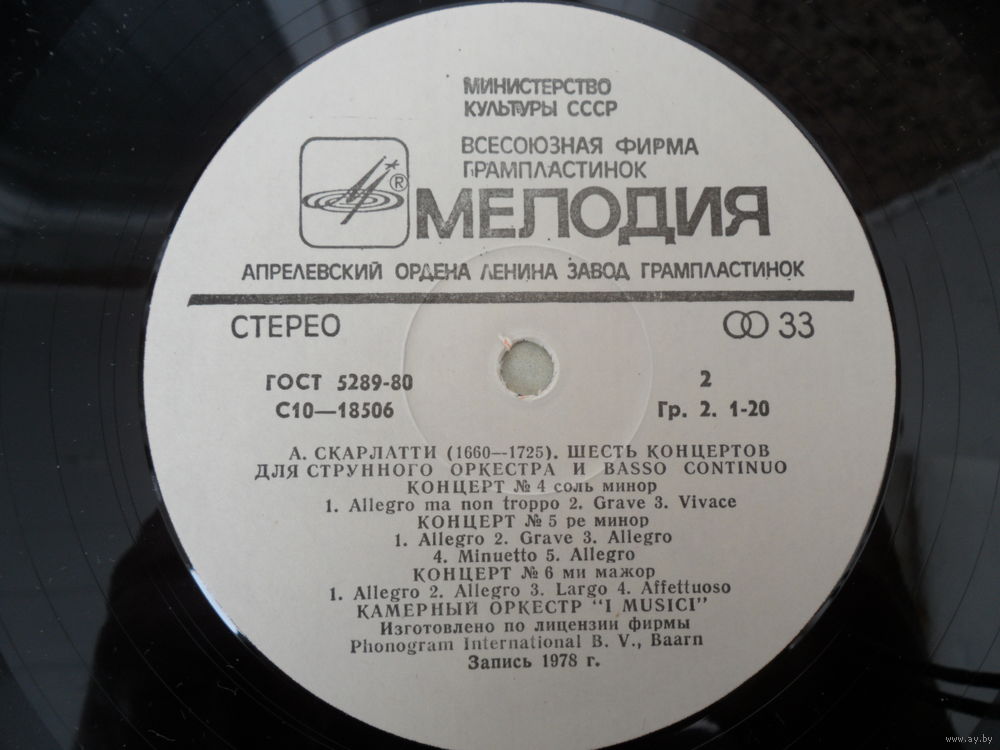 МИНИСТЕРСТВО
КУЛЬТУРЫ СССР
ВСЕСОЮЗНАЯ ФИРМА
ГРАМПЛАСТИНОК
®
МЕЛОДИЯ
АПРЕЛЕВСКИЙ ОРДЕНА ЛЕНИНА ЗАВОД ГРАМПЛАСТИНОК
СТЕРЕО 33
ГОСТ 5289-80 2
С10—18506 Гр. 2. 1-20
А. СКАРЛАТТИ (1660—1725). ШЕСТЬ КОНЦЕРТОВ
ДЛЯ СТРУННОГО ОРКЕСТРА И BASSO CONTINUO
КОНЦЕРТ № 4 соль минор
1. Allegro ma non troppo 2. Grave 3. Vivace
КОНЦЕРТ № 5 ре минор
1. Allegro 2. Grave 3. Allegro
4. Minuetto 5. Allegro
КОНЦЕРТ № 6 ми мажор
1. Allegro 2. Allegro 3. Largo 4. Affettuoso
КАМЕРНЫЙ ОРКЕСТР "I MUSICI"
Изготовлено по лицензии фирмы
Phonogram International B. V., Baarn
Запись 1978 г.
www.ay.by